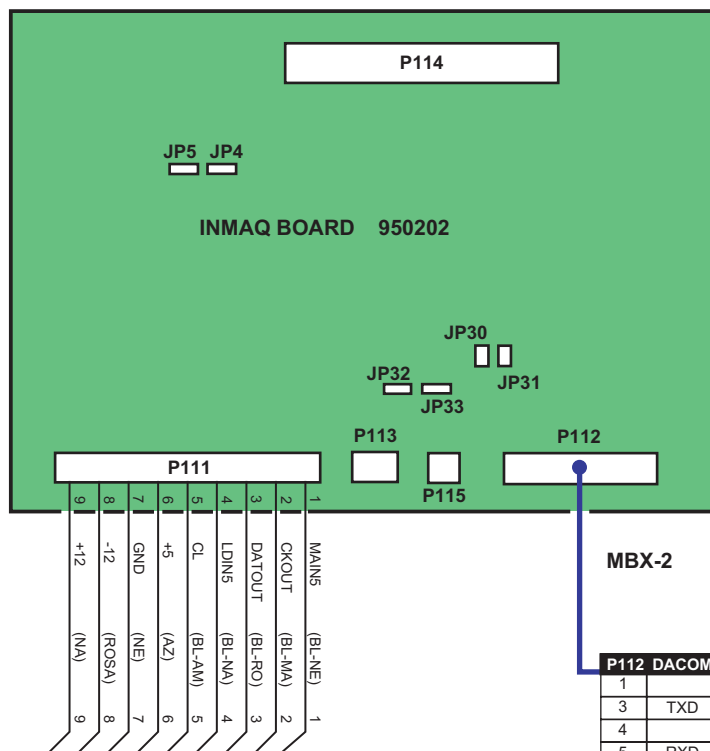 P114
JP5 JP4
INMAQ BOARD 950202
JP30
JP31
JP32
JP33
P113
P112
P111
P115
9 8 7 6 5 4 3 2 1
+12 -12 GND +5 CL LDIN5 DATOUT CKOUT MAIN5
MBX-2
(NA) (ROSA) (NE) (AZ) (BL-AM) (BL-NA) (BL-RO) (BL-MA) (BL-NE)
9 8 7 6 5 4 3 2 1
P112 DACOM
1
3 TXD
4
5 RXD